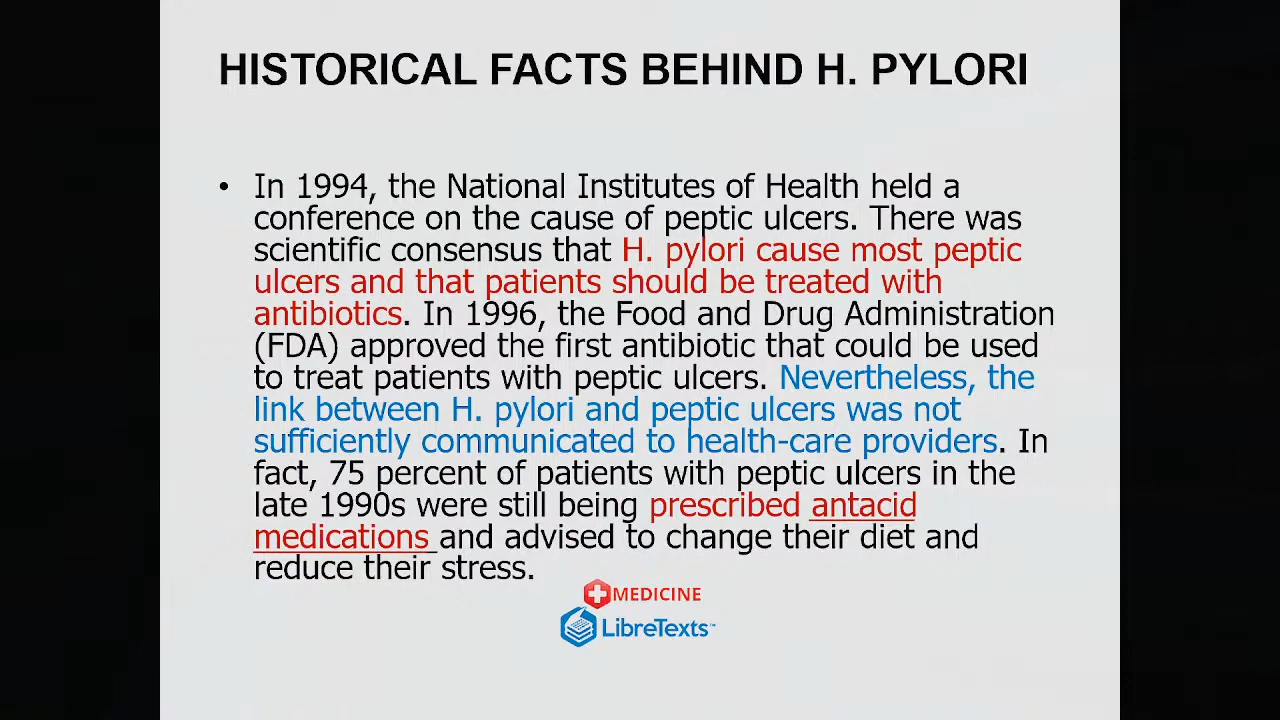 HISTORICAL FACTS BEHIND H. PYLORI
• In 1994, the National Institutes of Health held a
conference on the cause of peptic ulcers. There was
scientific consensus that H. pylori cause most peptic
ulcers and that patients should be treated with
antibiotics. In 1996, the Food and Drug Administration
(FDA) approved the first antibiotic that could be used
to treat patients with peptic ulcers. Nevertheless, the
link between H. pylori and peptic ulcers was not
sufficiently communicated to health-care providers. In
fact, 75 percent of patients with peptic ulcers in the
late 1990s were still being prescribed antacid
medications and advised to change their diet and
reduce their stress.
MEDICINE
LibreTexts™